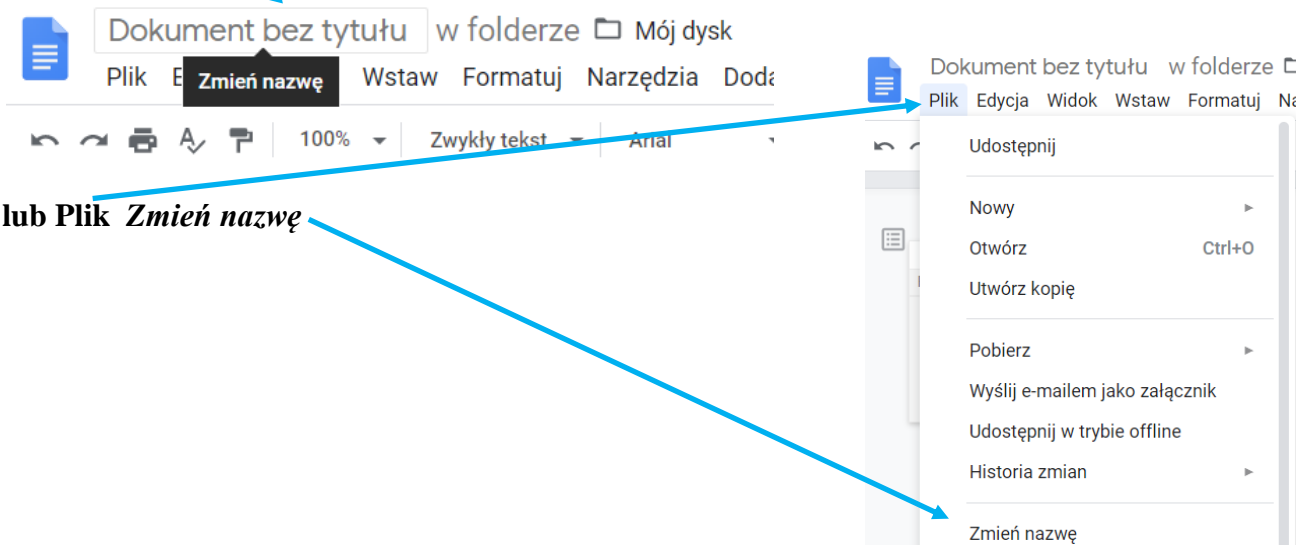 Dokument bez tytułu w folderze Mój dysk
Plik E Wstaw Formatuj Narzędzia Doda
Zmień nazwę
100% Zwykły tekst Arial
lub Plik Zmień nazwę
Dokument bez tytułu w folderze
Plik Edycja Widok Wstaw Formatuj Na
Udostępnij
Nowy
Otwórz Ctrl+O
Utwórz kopię
Pobierz
Wyślij e-mailem jako załącznik
Udostępnij w trybie offline
Historia zmian
Zmień nazwę